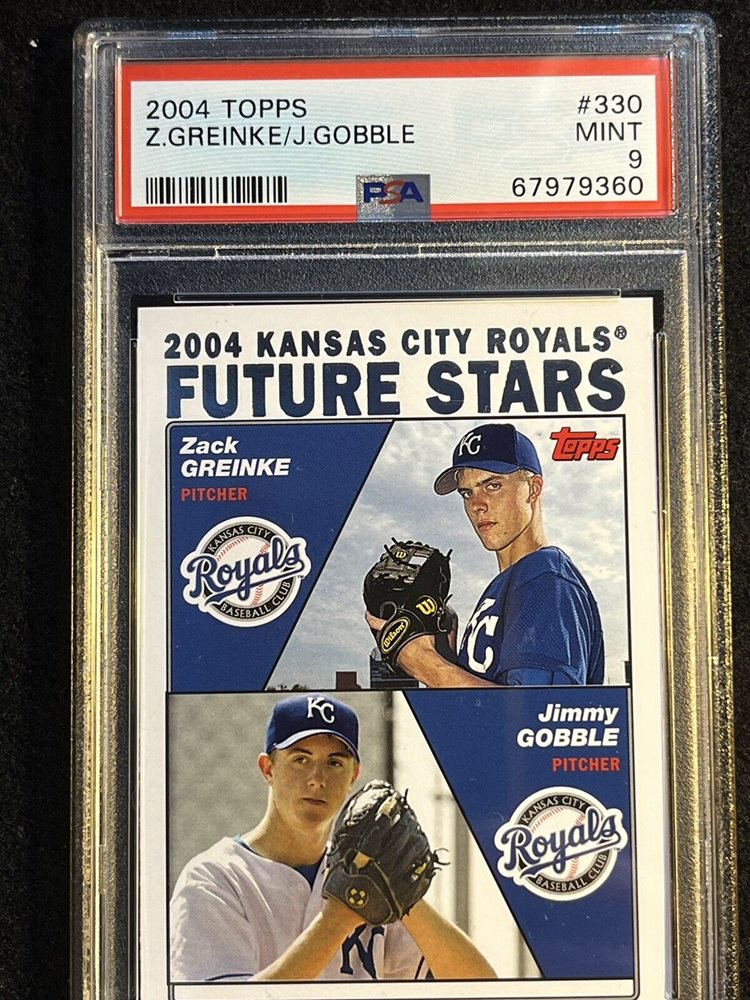 2004 TOPPS
#330
Z.GREINKE/J.GOBBLE
MINT
9
PSA
67979360
2004 KANSAS CITY ROYALS®
FUTURE STARS
Zack
GREINKE
PITCHER
topps
KC
KANSAS CITY
Royals
BASEBALL CLUB
W
W
Wilson
KC
KC
Jimmy
GOBBLE
PITCHER
KANSAS CITY
Royals
BASEBALL CLUB
K